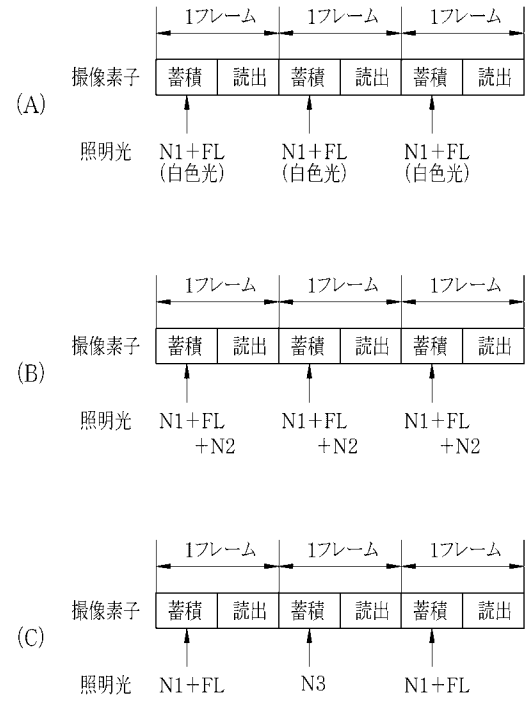 1フレーム 1フレーム 1フレーム
撮像素子 蓄積 読出 蓄積 読出 蓄積 読出
(A)
照明光 N1+FL N1+FL N1+FL
(白色光) (白色光) (白色光)
1フレーム 1フレーム 1フレーム
撮像素子 蓄積 読出 蓄積 読出 蓄積 読出
(B)
照明光 N1+FL N1+FL N1+FL
+N2 +N2 +N2
1フレーム 1フレーム 1フレーム
撮像素子 蓄積 読出 蓄積 読出 蓄積 読出
(C)
照明光 N1+FL N3 N1+FL